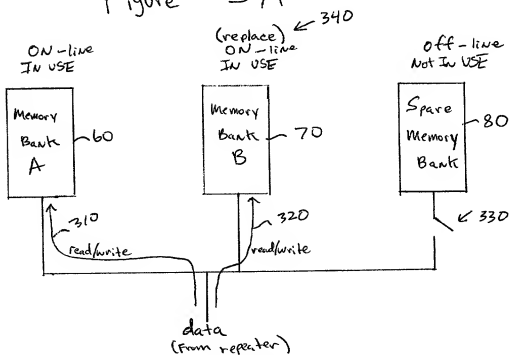 Figure 3A
340
(replace)
ON-line
IN USE
ON-line
IN USE
Off-line
Not In USE
Memory
Bank
A
60
Memory
Bank
B
70
Spare
Memory
Bank
80
310
320
330
read/write
read/write
data
(From repeater)